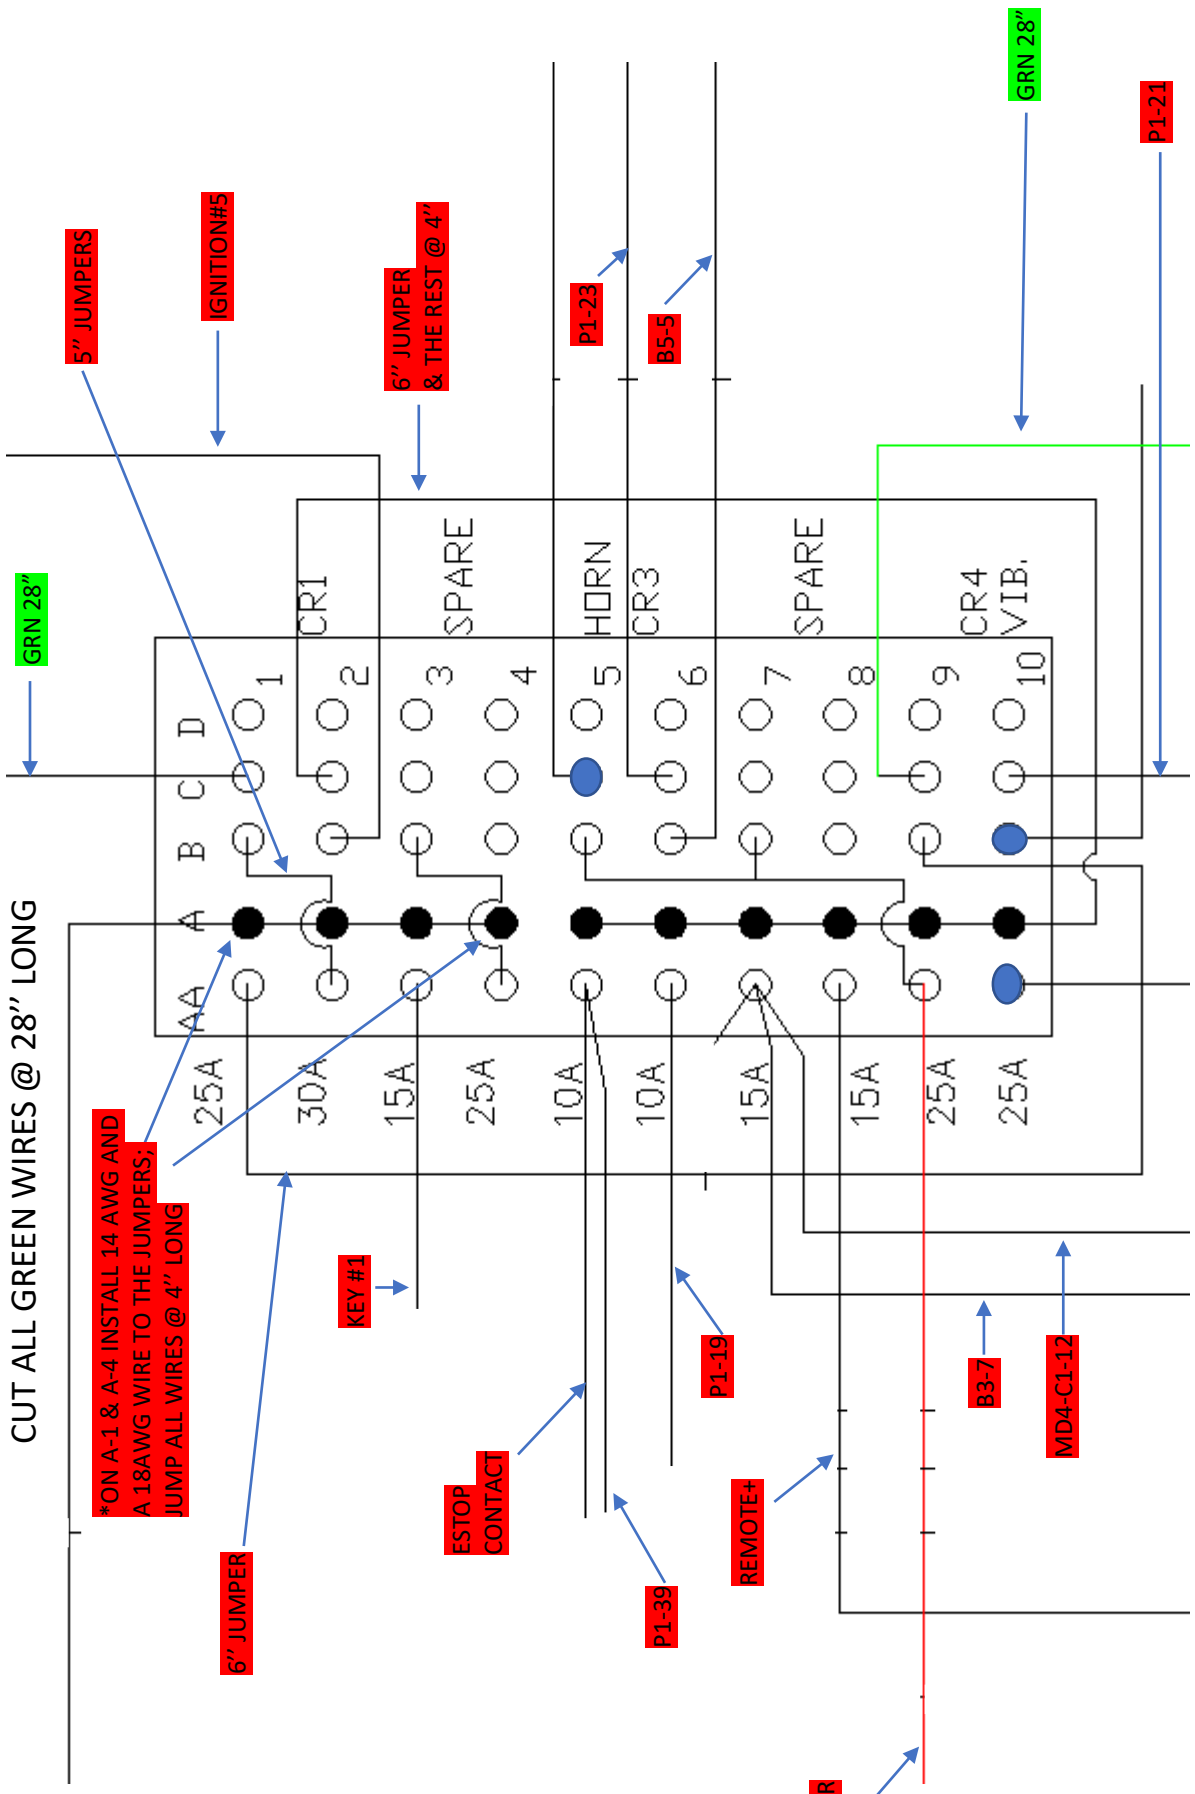 CUT ALL GREEN WIRES @ 28’’ LONG
*ON A-1 & A-4 INSTALL 14 AWG AND
A 18AWG WIRE TO THE JUMPERS;
JUMP ALL WIRES @ 4’’ LONG
GRN 28”
5’’ JUMPERS
IGNITION#5
6’’ JUMPER
& THE REST @ 4’’
P1-23
B5-5
GRN 28”
P1-21
6’’ JUMPER
KEY #1
ESTOP
CONTACT
P1-39
P1-19
REMOTE+
B3-7
MD4-C1-12
R
AA A B C D
25A 1
30A 2 CR1
15A 3
25A 4 SPARE
10A 5 HORN
10A 6 CR3
15A 7
15A 8 SPARE
25A 9 CR4
25A 10 VIB.